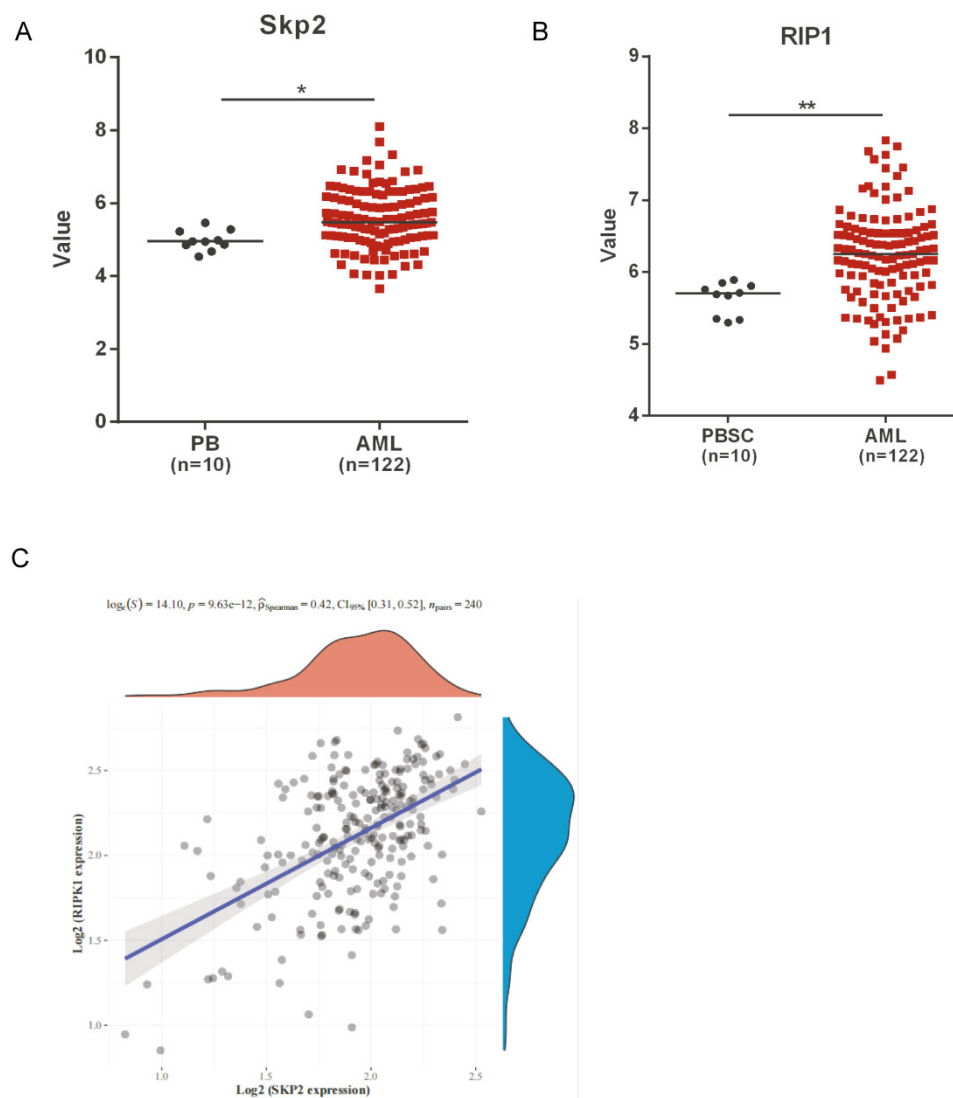 A
Skp2
10
8
6
4
2
0
Value
*
PB
(n=10)
AML
(n=122)
B
RIP1
9
8
7
6
5
4
Value
**
PBSC
(n=10)
AML
(n=122)
C
logₑ(S) = 14.10, p = 9.63e−12, ρ̂Spearman = 0.42, CI95% [0.31, 0.52], npairs = 240
2.5
2.0
1.5
1.0
Log2 (RIPK1 expression)
1.0 1.5 2.0 2.5
Log2 (SKP2 expression)